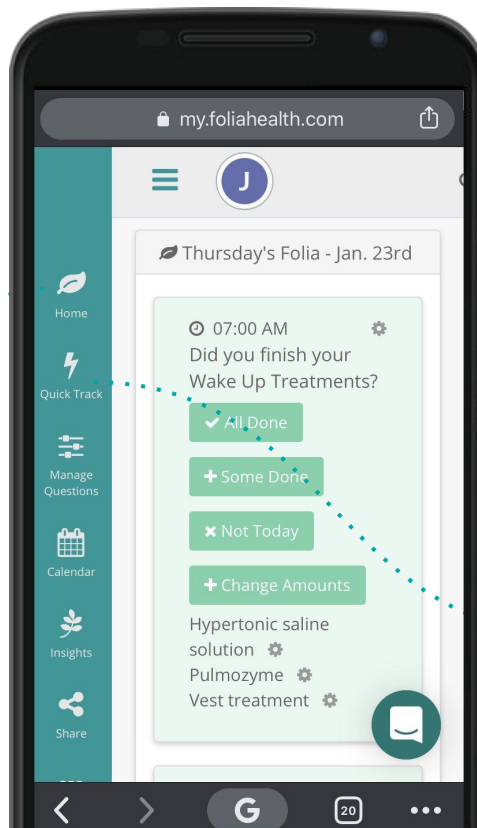 my.foliahealth.com
J
Thursday's Folia - Jan. 23rd
Home
Quick Track
Manage
Questions
Calendar
Insights
Share
07:00 AM
Did you finish your
Wake Up Treatments?
All Done
Some Done
Not Today
Change Amounts
Hypertonic saline
solution
Pulmozyme
Vest treatment
G
20